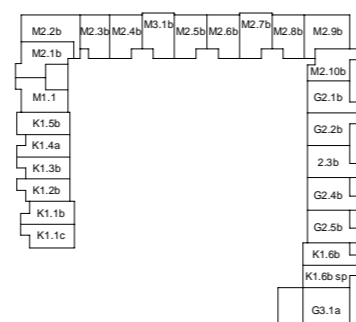 M2.2b
M2.3b
M2.4b
M3.1b
M2.5b
M2.6b
M2.7b
M2.8b
M2.9b
M2.1b
M2.10b
M1.1
G2.1b
K1.5b
G2.2b
K1.4a
K1.3b
2.3b
K1.2b
G2.4b
K1.1b
G2.5b
K1.1c
K1.6b
K1.6b sp
G3.1a